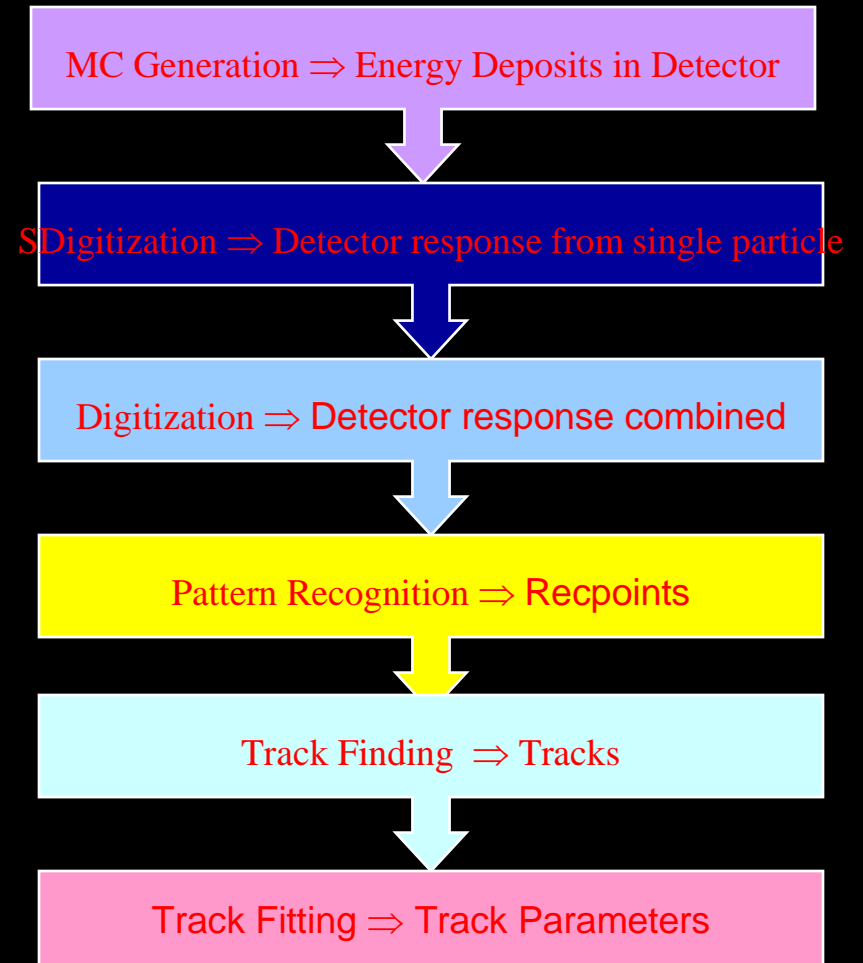 MC Generation ⇒ Energy Deposits in Detector
SDigitization ⇒ Detector response from single particle
Digitization ⇒ Detector response combined
Pattern Recognition ⇒ Recpoints
Track Finding ⇒ Tracks
Track Fitting ⇒ Track Parameters